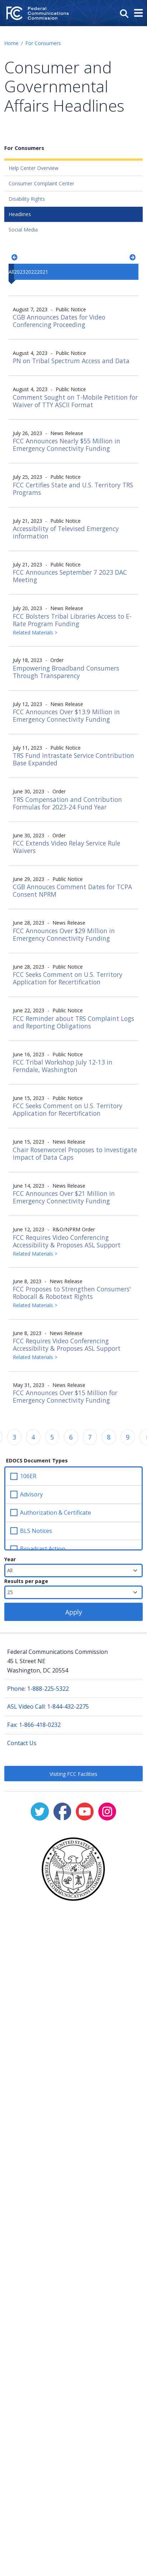 FC Federal
Communications
Commission
Home / For Consumers
Consumer and
Governmental
Affairs Headlines
For Consumers
Help Center Overview
Consumer Complaint Center
Disability Rights
Headlines
Social Media
All202320222021
August 7, 2023 - Public Notice
CGB Announces Dates for Video
Conferencing Proceeding
August 4, 2023 - Public Notice
PN on Tribal Spectrum Access and Data
August 4, 2023 - Public Notice
Comment Sought on T-Mobile Petition for
Waiver of TTY ASCII Format
July 26, 2023 - News Release
FCC Announces Nearly $55 Million in
Emergency Connectivity Funding
July 25, 2023 - Public Notice
FCC Certifies State and U.S. Territory TRS
Programs
July 21, 2023 - Public Notice
Accessibility of Televised Emergency
information
July 21, 2023 - Public Notice
FCC Announces September 7 2023 DAC
Meeting
July 20, 2023 - News Release
FCC Bolsters Tribal Libraries Access to E-
Rate Program Funding
Related Materials >
July 18, 2023 - Order
Empowering Broadband Consumers
Through Transparency
July 12, 2023 - News Release
FCC Announces Over $13.9 Million in
Emergency Connectivity Funding
July 11, 2023 - Public Notice
TRS Fund Intrastate Service Contribution
Base Expanded
June 30, 2023 - Order
TRS Compensation and Contribution
Formulas for 2023-24 Fund Year
June 30, 2023 - Order
FCC Extends Video Relay Service Rule
Waivers
June 29, 2023 - Public Notice
CGB Annouces Comment Dates for TCPA
Consent NPRM
June 28, 2023 - News Release
FCC Announces Over $29 Million in
Emergency Connectivity Funding
June 28, 2023 - Public Notice
FCC Seeks Comment on U.S. Territory
Application for Recertification
June 22, 2023 - Public Notice
FCC Reminder about TRS Complaint Logs
and Reporting Obligations
June 16, 2023 - Public Notice
FCC Tribal Workshop July 12-13 in
Ferndale, Washington
June 15, 2023 - Public Notice
FCC Seeks Comment on U.S. Territory
Application for Recertification
June 15, 2023 - News Release
Chair Rosenworcel Proposes to Investigate
Impact of Data Caps
June 14, 2023 - News Release
FCC Announces Over $21 Million in
Emergency Connectivity Funding
June 12, 2023 - R&O/NPRM Order
FCC Requires Video Conferencing
Accessibility & Proposes ASL Support
Related Materials >
June 8, 2023 - News Release
FCC Proposes to Strengthen Consumers'
Robocall & Robotext Rights
Related Materials >
June 8, 2023 - News Release
FCC Requires Video Conferencing
Accessibility & Proposes ASL Support
Related Materials >
May 31, 2023 - News Release
FCC Announces Over $15 Million for
Emergency Connectivity Funding
3 4 5 6 7 8 9
EDOCS Document Types
106ER
Advisory
Authorization & Certificate
BLS Notices
Broadcast Action
Year
All
Results per page
25
Apply
Federal Communications Commission
45 L Street NE
Washington, DC 20554
Phone: 1-888-225-5322
ASL Video Call: 1-844-432-2275
Fax: 1-866-418-0232
Contact Us
Visiting FCC Facilities